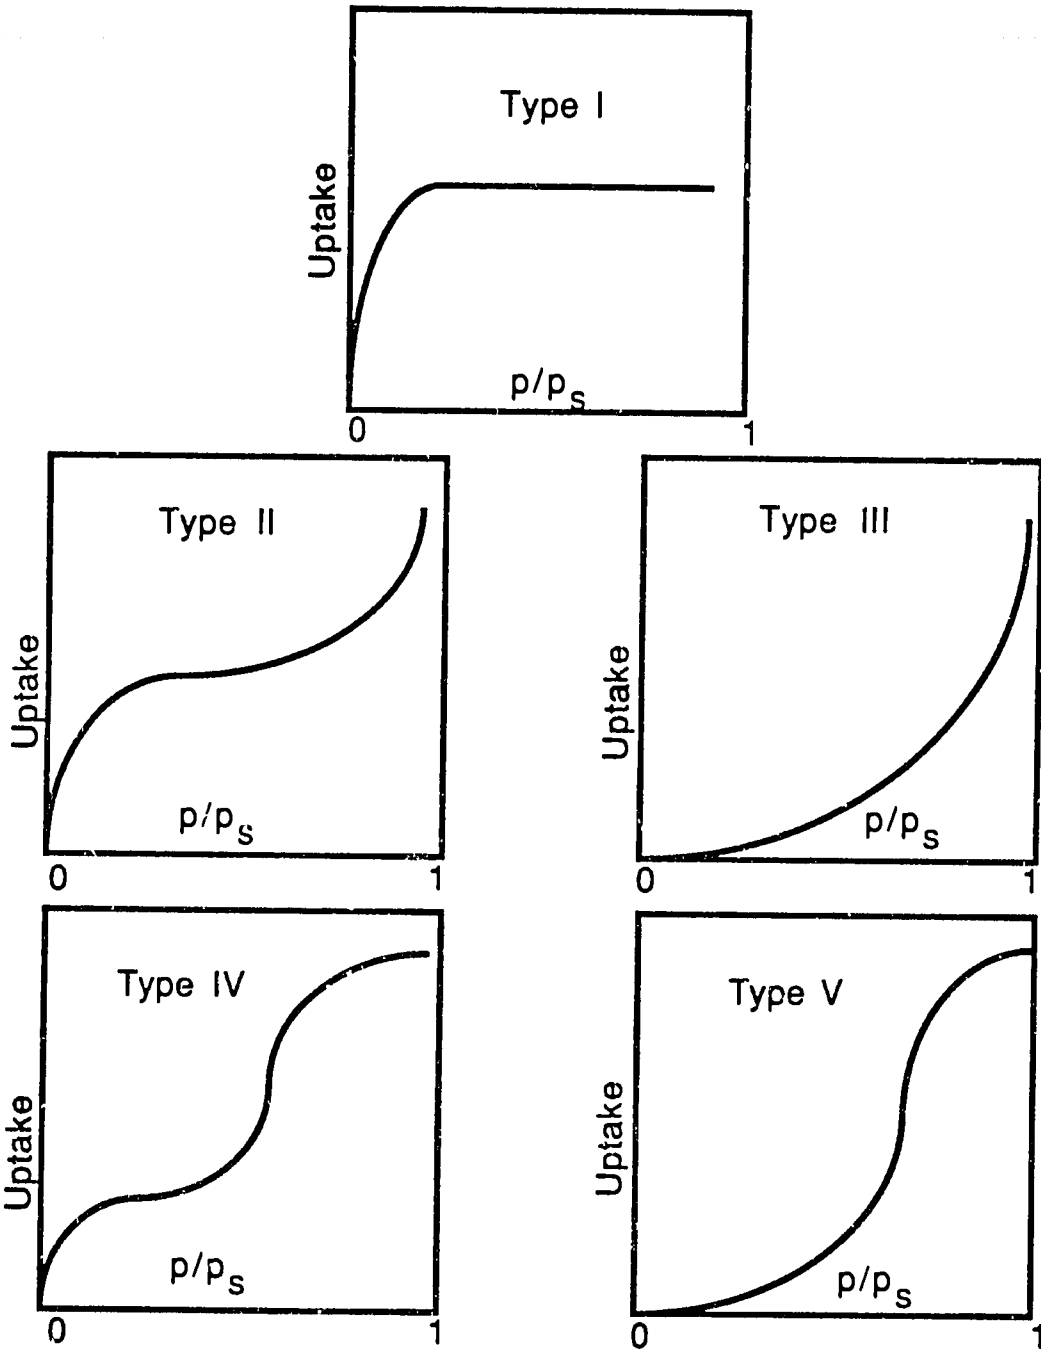 Type I
Uptake
p/ps
0 1
Type II
Uptake
p/ps
0 1
Type III
Uptake
p/ps
0 1
Type IV
Uptake
p/ps
0 1
Type V
Uptake
p/ps
0 1